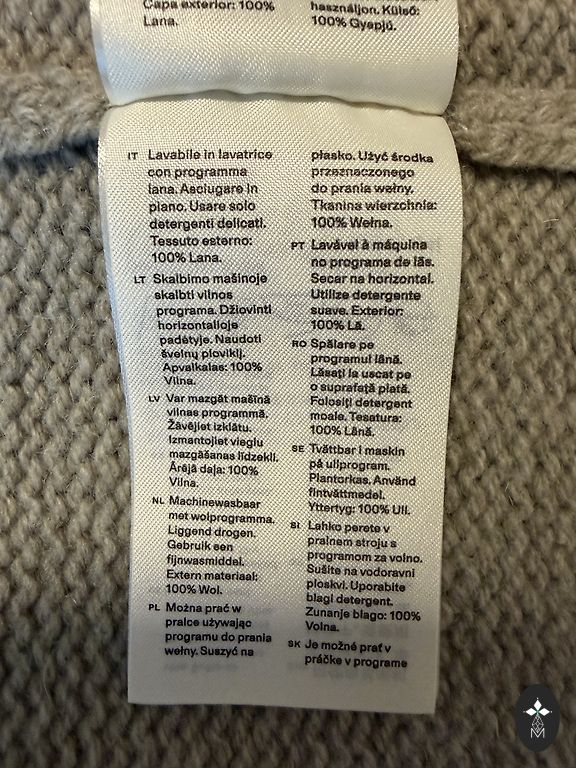 Capa exterior: 100%
Lana.
használjon. Külső:
100% Gyapjú.
IT Lavabile in lavatrice
con programma
lana. Asciugare in
piano. Usare solo
detergenti delicati.
Tessuto esterno:
100% Lana.
LT Skalbimo mašinoje
skalbti vilnos
programa. Džiovinti
horizontalioje
padėtyje. Naudoti
švelnų ploviklį.
Apvalkalas: 100%
Vilna.
LV Var mazgāt mašīnā
vilnas programmā.
Žāvējiet izklātu.
Izmantojiet vieglu
mazgāšanas līdzekli.
Ārējā daļa: 100%
Vilna.
NL Machinewasbaar
met wolprogramma.
Liggend drogen.
Gebruik een
fijnwasmiddel.
Extern materiaal:
100% Wol.
PL Można prać w
pralce używając
programu do prania
wełny. Suszyć na
płasko. Użyć środka
przeznaczonego
do prania wełny.
Tkanina wierzchnia:
100% Wełna.
PT Lavável à máquina
no programa de lãs.
Secar na horizontal.
Utilize detergente
suave. Exterior:
100% Lã.
RO Spălare pe
programul lână.
Lăsați la uscat pe
o suprafață plată.
Folosiți detergent
moale. Tesatura:
100% Lână.
SE Tvättbar i maskin
på ullprogram.
Plantorkas. Använd
fintvättmedel.
Yttertyg: 100% Ull.
SI Lahko perete v
pralnem stroju s
programom za volno.
Sušite na vodoravni
ploskvi. Uporabite
blagi detergent.
Zunanje blago: 100%
Volna.
SK Je možné prať v
práčke v programe
M